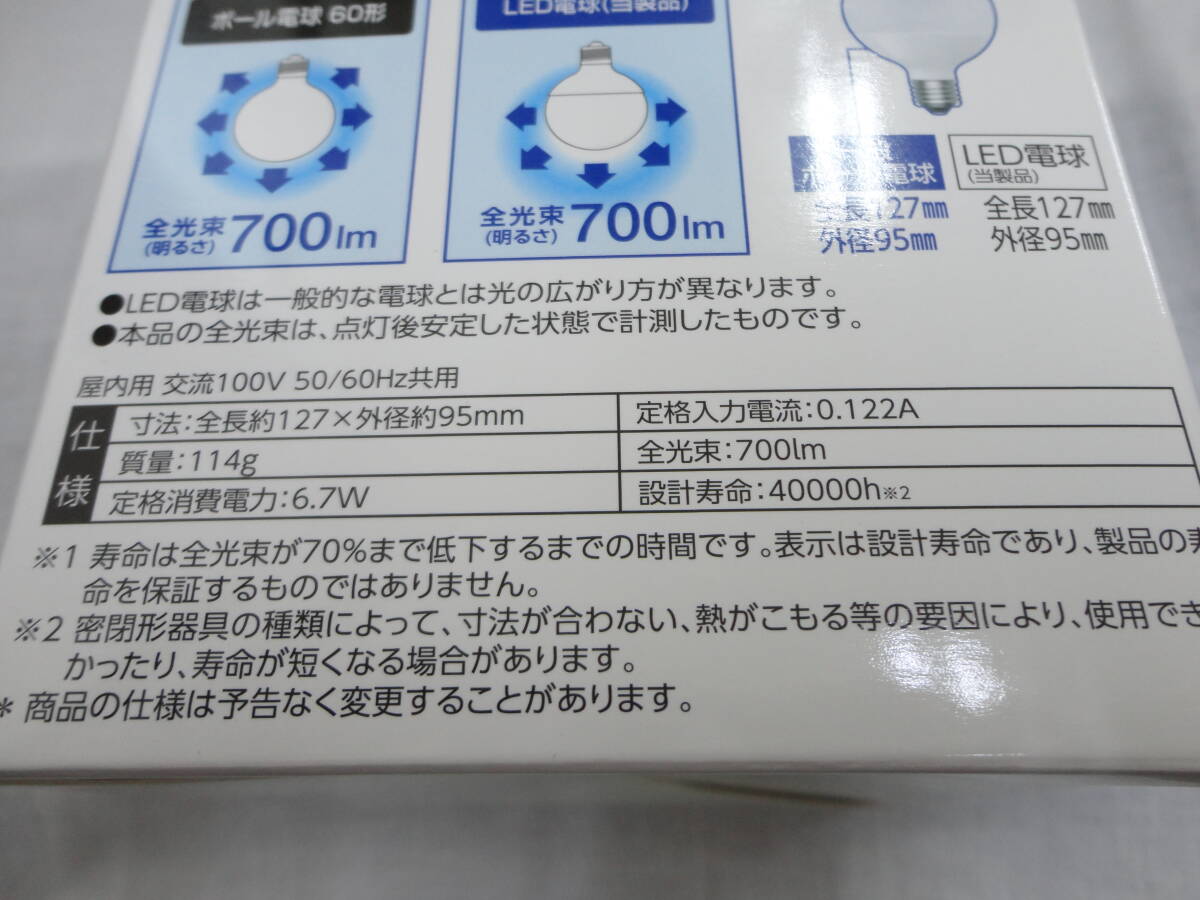 ボール電球 60形
LED電球(当製品)
全光束
(明るさ)
700lm
全光束
(明るさ)
700lm
電球
全長127㎜
外径95㎜
LED電球
(当製品)
全長127㎜
外径95㎜
●LED電球は一般的な電球とは光の広がり方が異なります。
●本品の全光束は、点灯後安定した状態で計測したものです。
屋内用 交流100V 50/60Hz共用
仕様
寸法:全長約127×外径約95mm
定格入力電流:0.122A
質量:114g
全光束:700lm
定格消費電力:6.7W
設計寿命:40000h※2
※1 寿命は全光束が70%まで低下するまでの時間です。表示は設計寿命であり、製品の寿
命を保証するものではありません。
※2 密閉形器具の種類によって、寸法が合わない、熱がこもる等の要因により、使用でき
かったり、寿命が短くなる場合があります。
* 商品の仕様は予告なく変更することがあります。